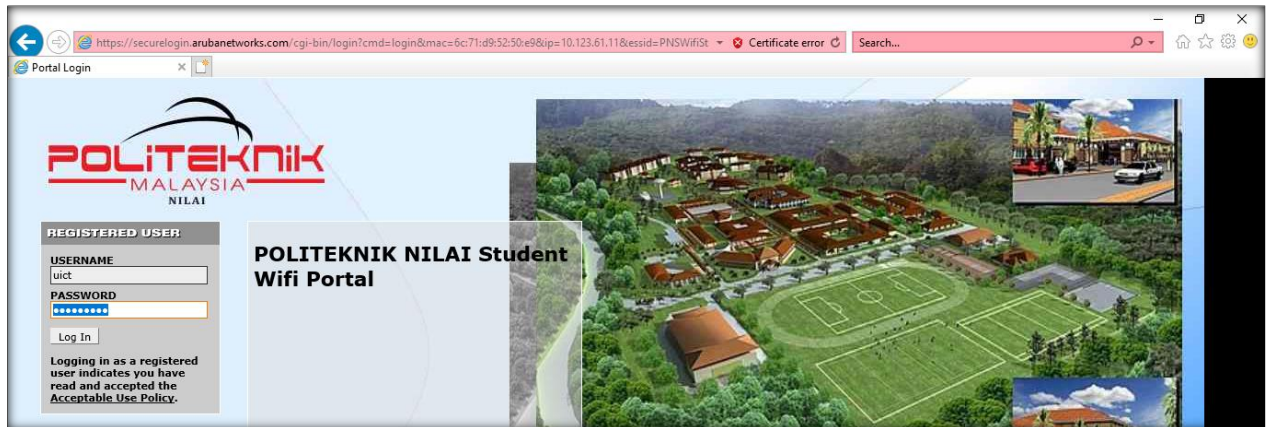 https://securelogin.arubanetworks.com/cgi-bin/login?cmd=login&mac=6c:71:d9:52:50:e9&ip=10.123.61.11&essid=PNSWifiSt
Certificate error
Search...
Portal Login
POLiTEKNiK
MALAYSIA
NILAI
REGISTERED USER
USERNAME
uict
PASSWORD
Log In
Logging in as a registered
user indicates you have
read and accepted the
Acceptable Use Policy.
POLITEKNIK NILAI Student
Wifi Portal